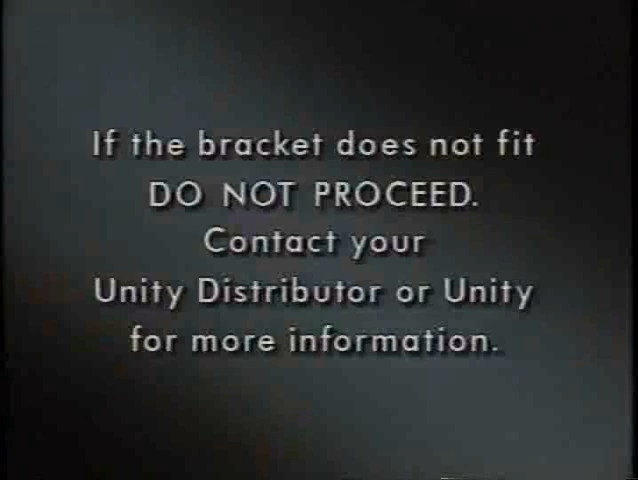 If the bracket does not fit
DO NOT PROCEED.
Contact your
Unity Distributor or Unity
for more information.